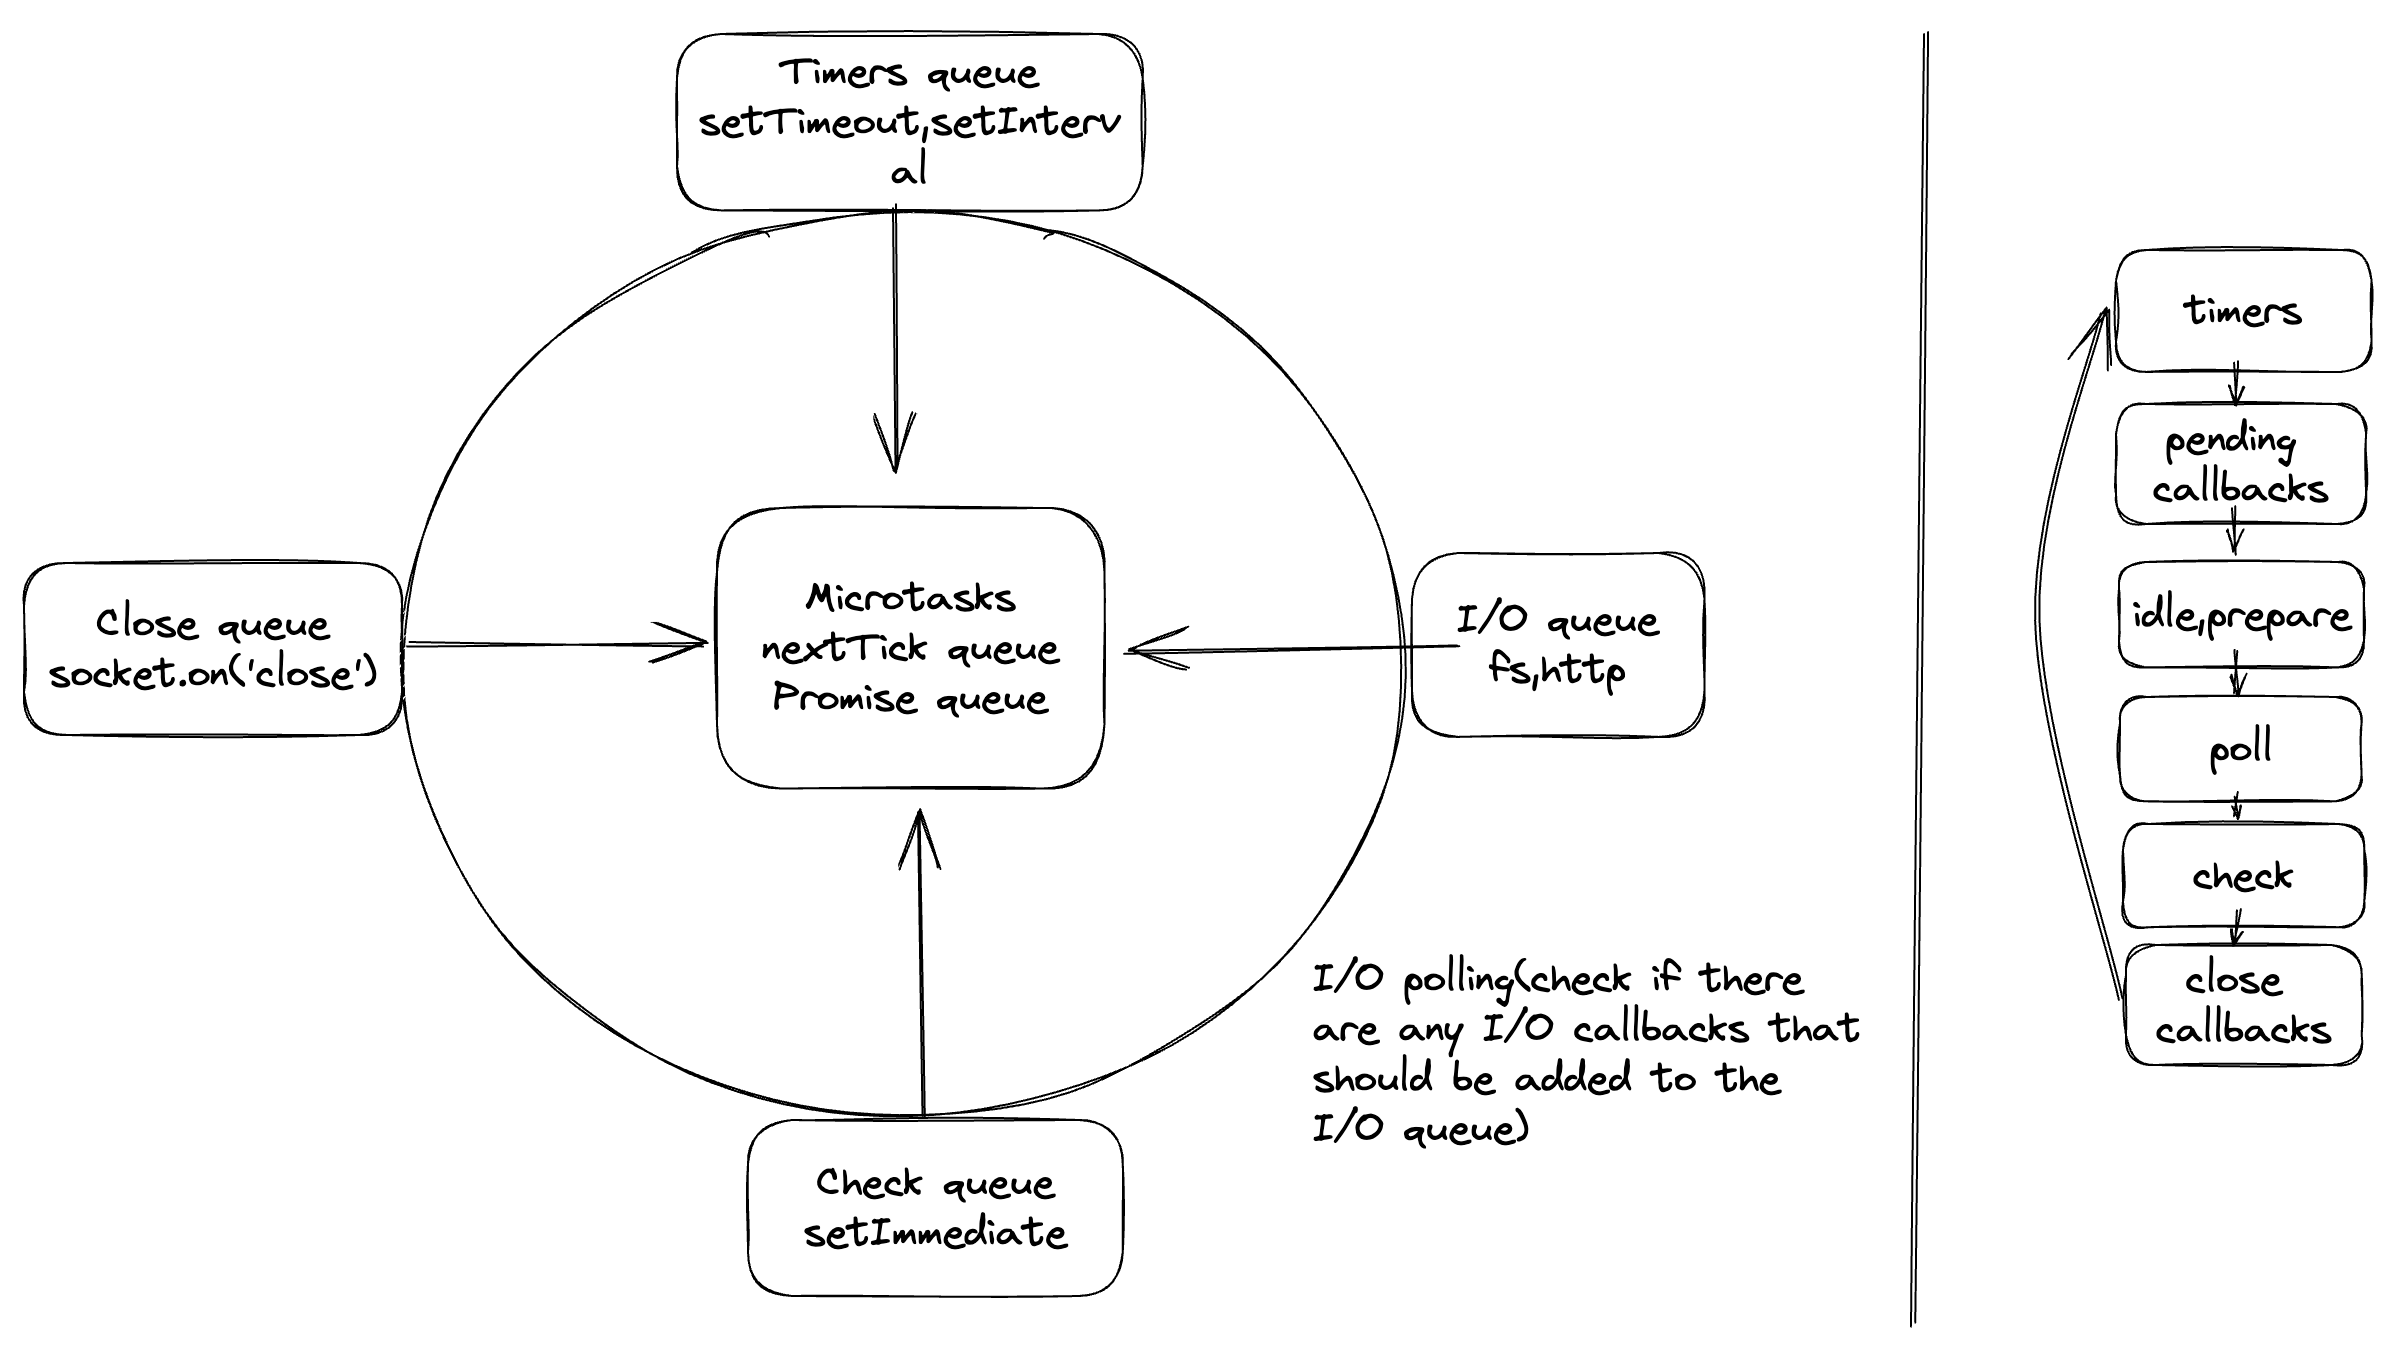 Timers queue
setTimeout,setInterv
al
Close queue
socket.on('close')
Microtasks
nextTick queue
Promise queue
I/O queue
fs,http
I/O polling(check if there
are any I/O callbacks that
should be added to the
I/O queue)
Check queue
setImmediate
timers
pending
callbacks
idle,prepare
poll
check
close
callbacks